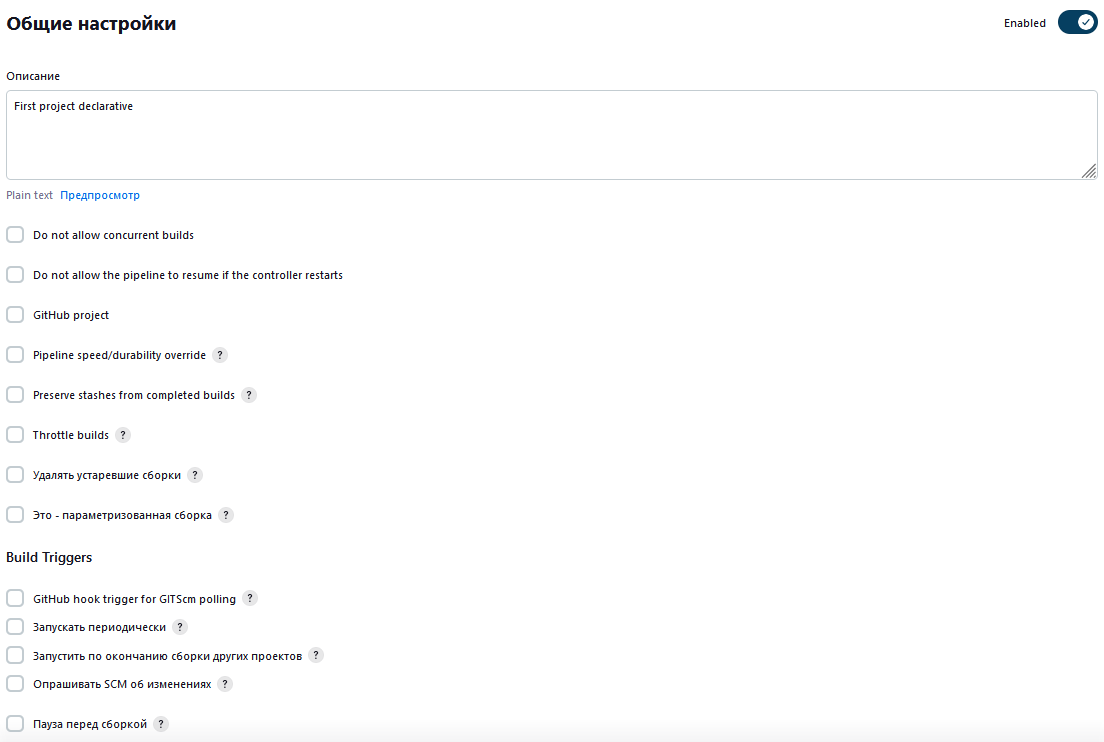 Общие настройки
Enabled
Описание
First project declarative
Plain text Предпросмотр
Do not allow concurrent builds
Do not allow the pipeline to resume if the controller restarts
GitHub project
Pipeline speed/durability override ?
Preserve stashes from completed builds ?
Throttle builds ?
Удалять устаревшие сборки ?
Это - параметризованная сборка ?
Build Triggers
GitHub hook trigger for GITScm polling ?
Запускать периодически ?
Запустить по окончанию сборки других проектов ?
Опрашивать SCM об изменениях ?
Пауза перед сборкой ?